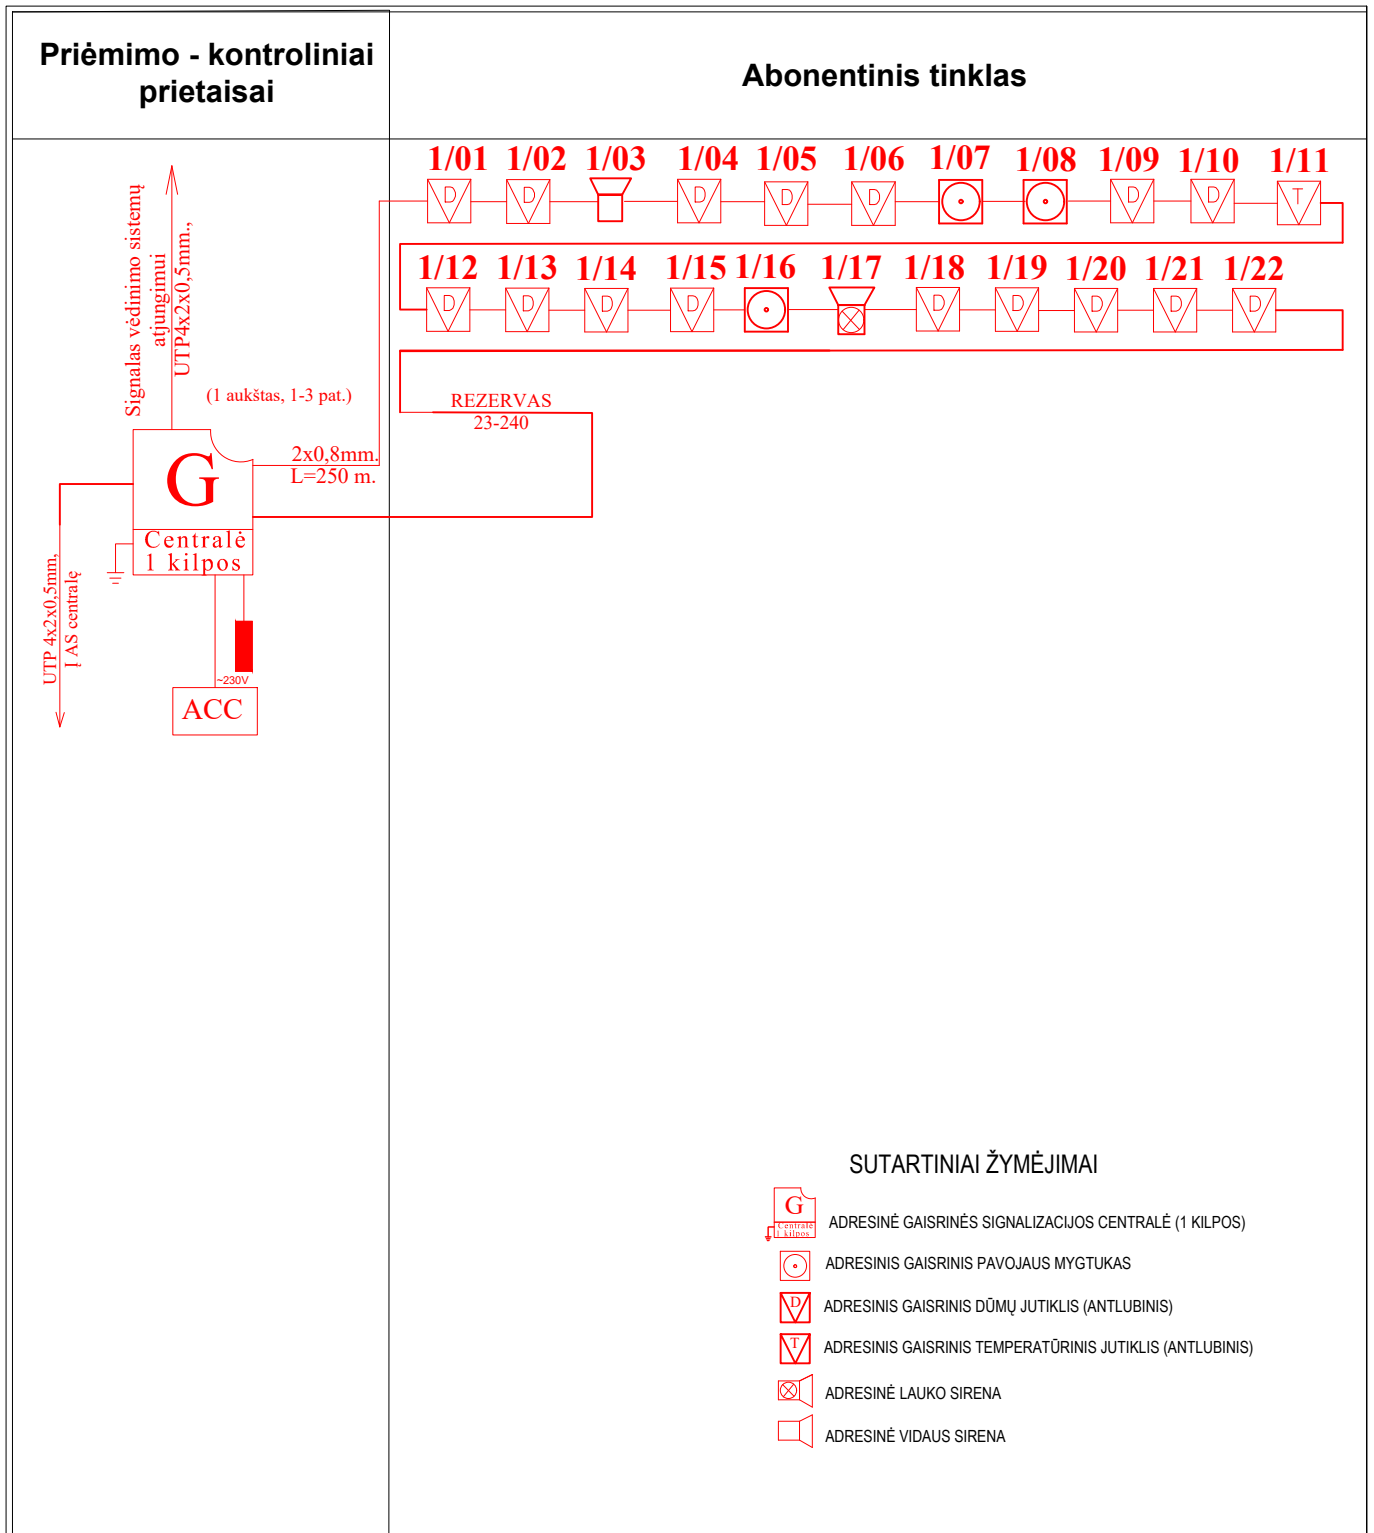 Priėmimo - kontroliniai
prietaisai
Abonentinis tinklas
1/01 1/02 1/03 1/04 1/05 1/06 1/07 1/08 1/09 1/10 1/11
D D D D D D D T
1/12 1/13 1/14 1/15 1/16 1/17 1/18 1/19 1/20 1/21 1/22
D D D D D D D D D
Signalas vėdinimo sistemų
atjungimui
UTP4x2x0,5mm.,
(1 aukštas, 1-3 pat.)
REZERVAS
23-240
2x0,8mm.
L=250 m.
G
Centralė
1 kilpos
UTP 4x2x0,5mm,
Į AS centralę
~230V
ACC
SUTARTINIAI ŽYMĖJIMAI
G
Centralė
1 kilpos
ADRESINĖ GAISRINĖS SIGNALIZACIJOS CENTRALĖ (1 KILPOS)
ADRESINIS GAISRINIS PAVOJAUS MYGTUKAS
D ADRESINIS GAISRINIS DŪMŲ JUTIKLIS (ANTLUBINIS)
T ADRESINIS GAISRINIS TEMPERATŪRINIS JUTIKLIS (ANTLUBINIS)
ADRESINĖ LAUKO SIRENA
ADRESINĖ VIDAUS SIRENA